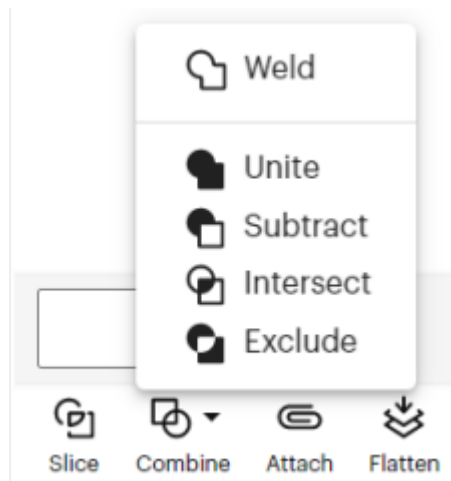 Weld
Unite
Subtract
Intersect
Exclude
Slice Combine Attach Flatten